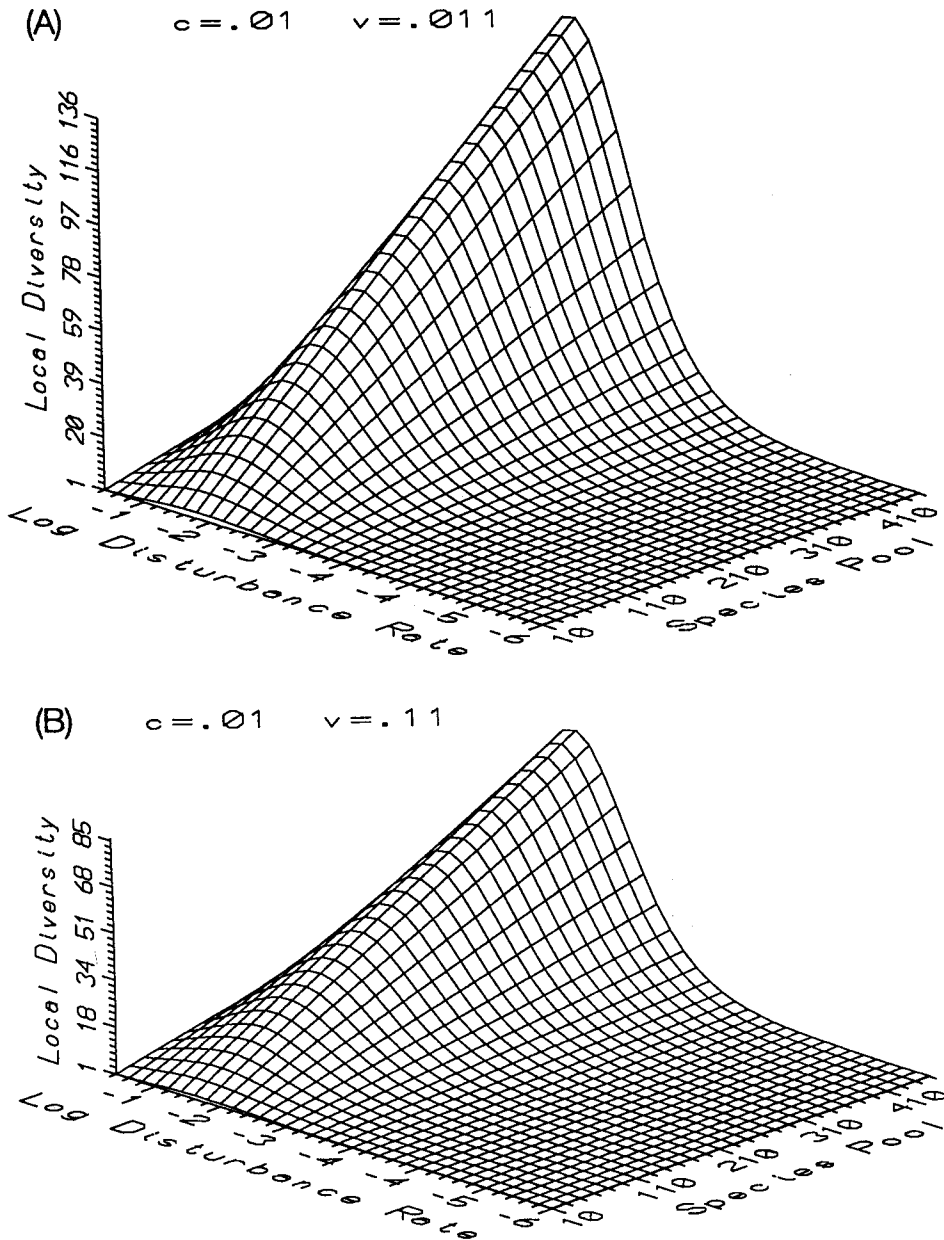 (A) c=.01 v=.011
136
116
97
78
59
39
20
1
Local Diversity
-1 -2 -3 -4 -4 -5 -6
Log Disturbance Rate
10 110 210 310 410
Species Pool
(B) c=.01 v=.11
85
68
51
34
18
1
Local Diversity
-1 -2 -3 -4 -4 -5 -6
Log Disturbance Rate
10 110 210 310 410
Species Pool